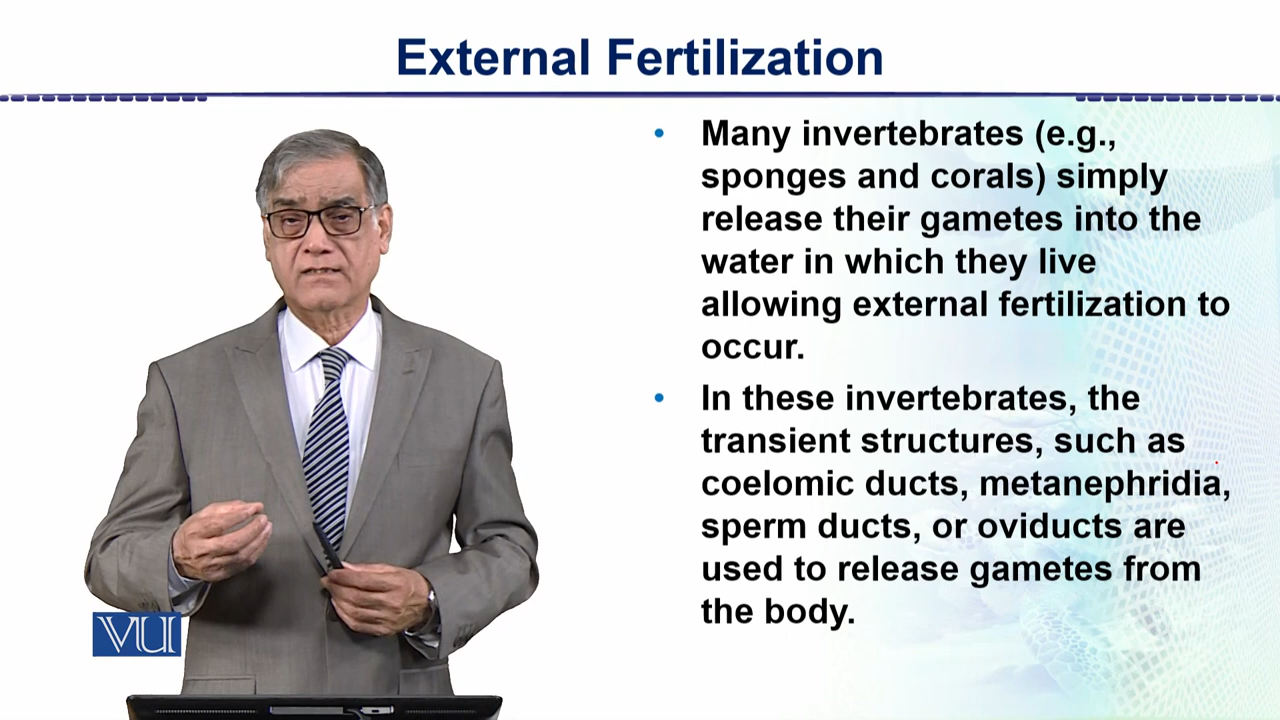 External Fertilization
• Many invertebrates (e.g.,
sponges and corals) simply
release their gametes into the
water in which they live
allowing external fertilization to
occur.
• In these invertebrates, the
transient structures, such as
coelomic ducts, metanephridia,
sperm ducts, or oviducts are
used to release gametes from
the body.
VU